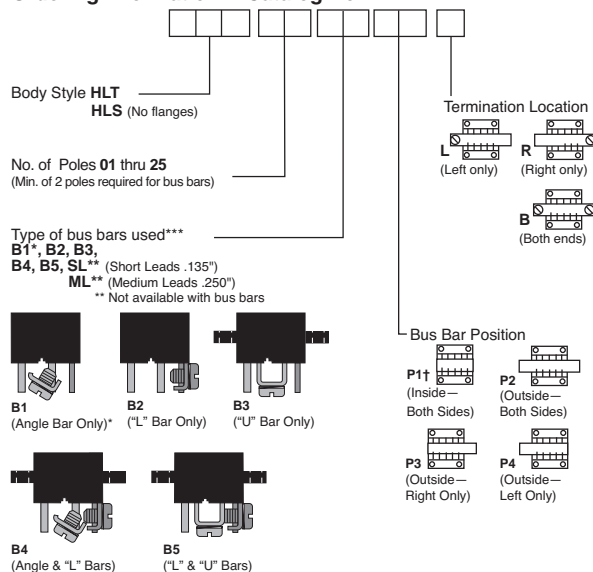 Body Style HLT
HLS (No flanges)
No. of Poles 01 thru 25
(Min. of 2 poles required for bus bars)
Type of bus bars used***
B1*, B2, B3,
B4, B5, SL** (Short Leads .135")
ML** (Medium Leads .250")
** Not available with bus bars
B1
(Angle Bar Only)*
B2
("L" Bar Only)
B3
("U" Bar Only)
B4
(Angle & "L" Bars)
B5
("L" & "U" Bars)
Termination Location
L
(Left only)
R
(Right only)
B
(Both ends)
Bus Bar Position
P1†
(Inside—
Both Sides)
P2
(Outside—
Both Sides)
P3
(Outside—
Right Only)
P4
(Outside—
Left Only)